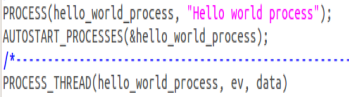 PROCESS(hello_world_process, "Hello world process");
AUTOSTART_PROCESSES(&hello_world_process);
/*---------------------------------------------------
PROCESS_THREAD(hello_world_process, ev, data)